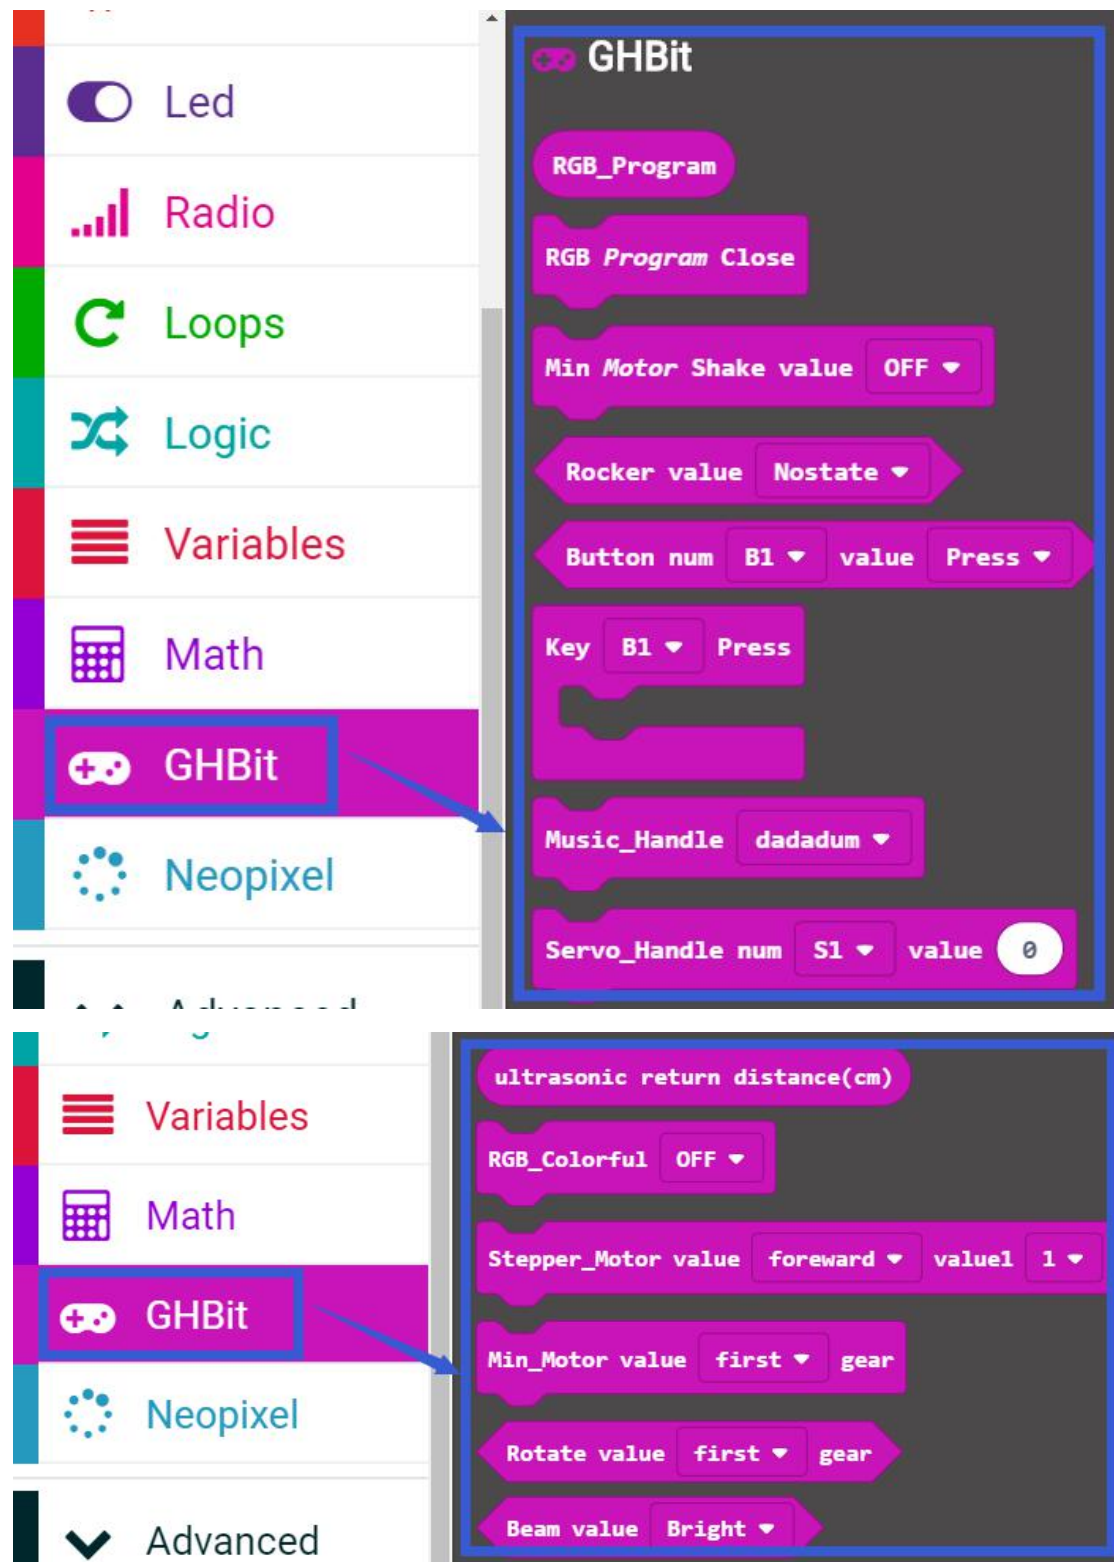 Led
Radio
Loops
Logic
Variables
Math
GHBit
Neopixel
GHBit
RGB_Program
RGB Program Close
Min Motor Shake value OFF
Rocker value Nostate
Button num B1 value Press
Key B1 Press
Music_Handle dadadum
Servo_Handle num S1 value 0
Variables
Math
GHBit
Neopixel
Advanced
ultrasonic return distance(cm)
RGB_Colorful OFF
Stepper_Motor value foreward value1 1
Min_Motor value first gear
Rotate value first gear
Beam value Bright